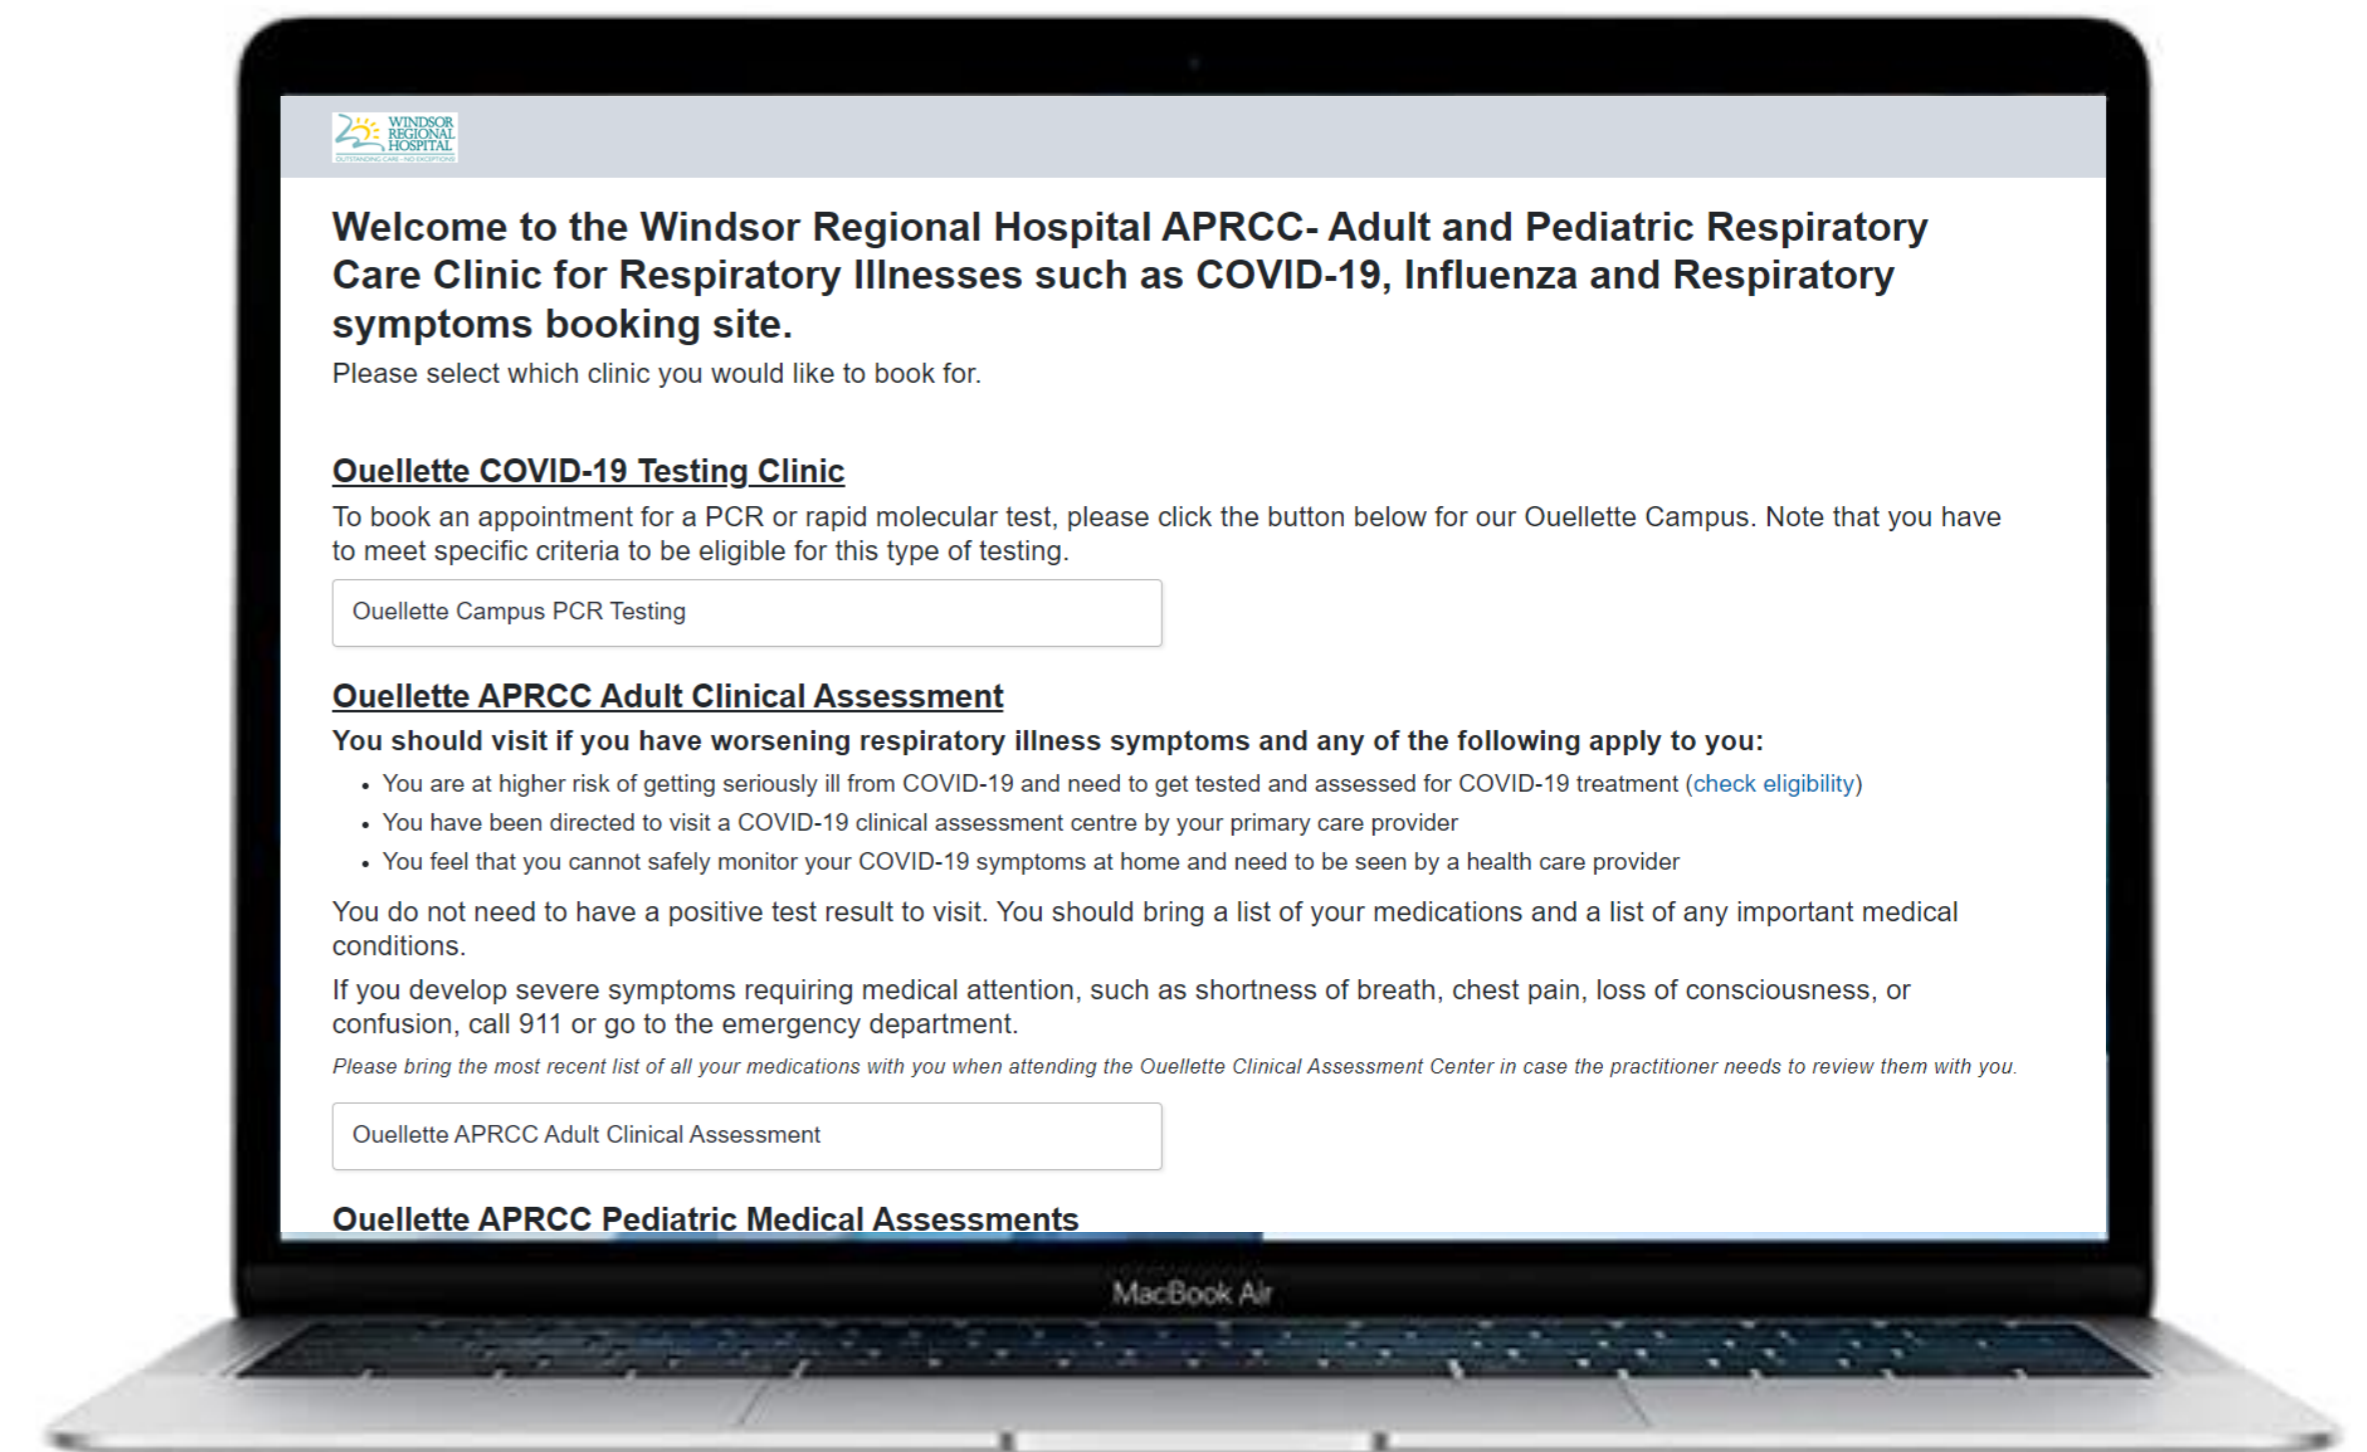 WINDSOR
REGIONAL
HOSPITAL
OUTSTANDING CARE - NO EXCEPTIONS
Welcome to the Windsor Regional Hospital APRCC- Adult and Pediatric Respiratory
Care Clinic for Respiratory Illnesses such as COVID-19, Influenza and Respiratory
symptoms booking site.
Please select which clinic you would like to book for.
Ouellette COVID-19 Testing Clinic
To book an appointment for a PCR or rapid molecular test, please click the button below for our Ouellette Campus. Note that you have
to meet specific criteria to be eligible for this type of testing.
Ouellette Campus PCR Testing
Ouellette APRCC Adult Clinical Assessment
You should visit if you have worsening respiratory illness symptoms and any of the following apply to you:
• You are at higher risk of getting seriously ill from COVID-19 and need to get tested and assessed for COVID-19 treatment (check eligibility)
• You have been directed to visit a COVID-19 clinical assessment centre by your primary care provider
• You feel that you cannot safely monitor your COVID-19 symptoms at home and need to be seen by a health care provider
You do not need to have a positive test result to visit. You should bring a list of your medications and a list of any important medical
conditions.
If you develop severe symptoms requiring medical attention, such as shortness of breath, chest pain, loss of consciousness, or
confusion, call 911 or go to the emergency department.
Please bring the most recent list of all your medications with you when attending the Ouellette Clinical Assessment Center in case the practitioner needs to review them with you.
Ouellette APRCC Adult Clinical Assessment
Ouellette APRCC Pediatric Medical Assessments
MacBook Air